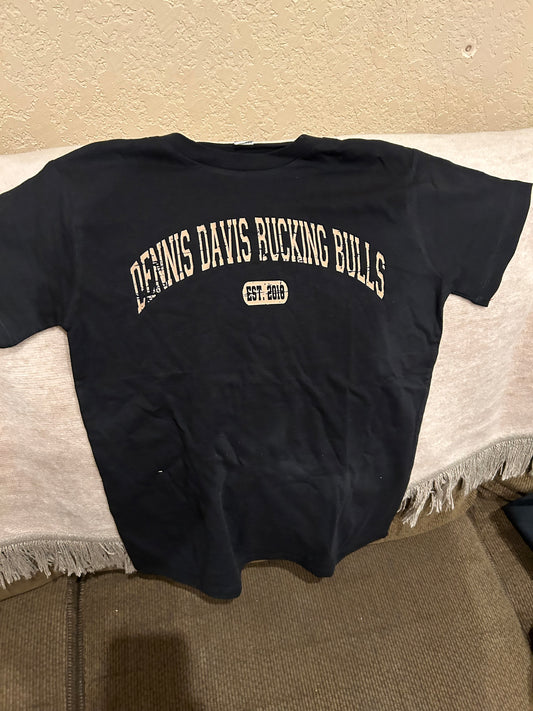 DENNIS DAVIS BUCKING BULLS
EST. 2018